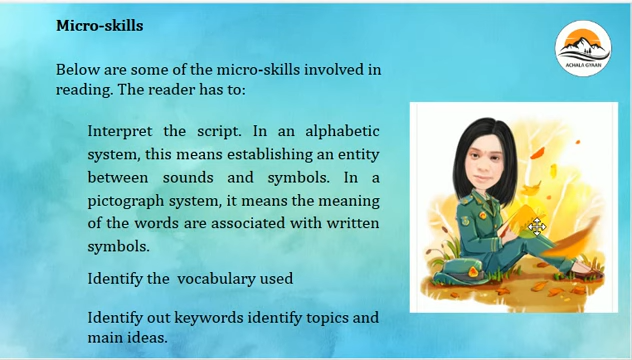 Micro-skills
Below are some of the micro-skills involved in
reading. The reader has to:
Interpret the script. In an alphabetic
system, this means establishing an entity
between sounds and symbols. In a
pictograph system, it means the meaning
of the words are associated with written
symbols.
Identify the vocabulary used
Identify out keywords identify topics and
main ideas.
ACHALA GYAAN